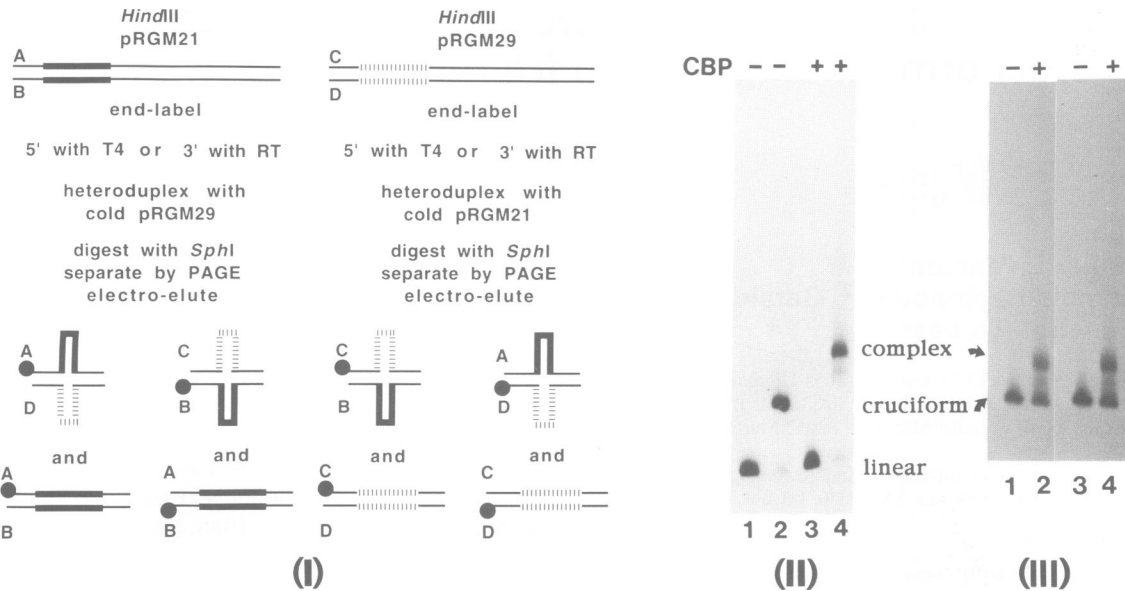 HindIII
pRGM21
A
B
end-label
5' with T4 or 3' with RT
heteroduplex with
cold pRGM29
digest with SphI
separate by PAGE
electro-elute
A
D
C
B
and
and
A
B
A
B
HindIII
pRGM29
C
D
end-label
5' with T4 or 3' with RT
heteroduplex with
cold pRGM21
digest with SphI
separate by PAGE
electro-elute
C
B
A
D
and
and
C
D
C
D
(I)
CBP - - + +
complex
cruciform
linear
1 2 3 4
(II)
- + - +
1 2 3 4
(III)